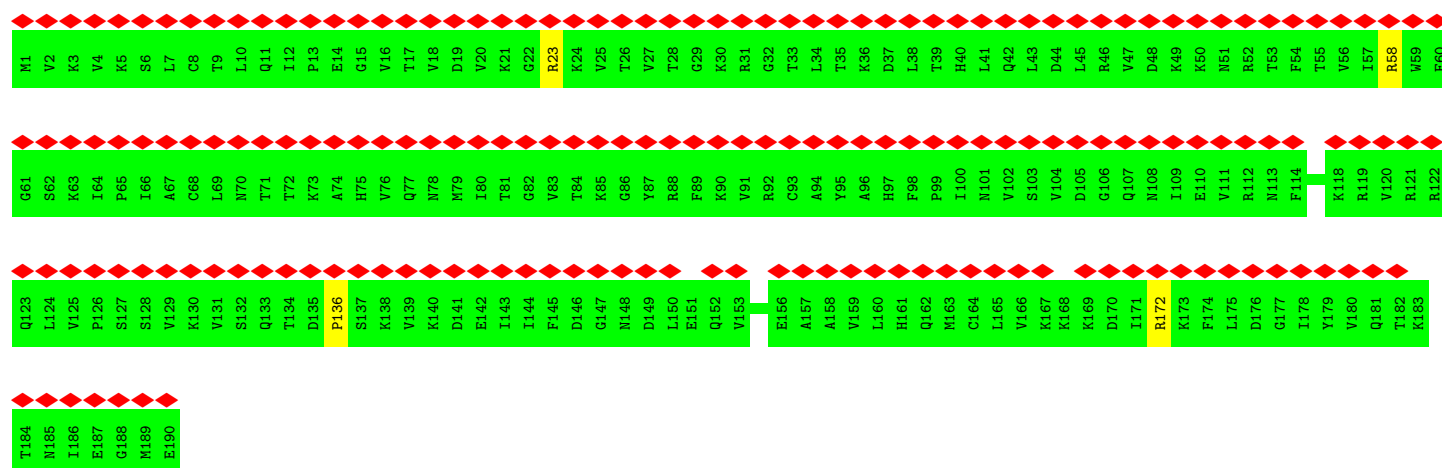 M1 V2 K3 V4 K5 S6 L7 C8 T9 L10 Q11 I12 P13 E14 G15 V16 T17 V18 D19 V20 K21 G22 R23 K24 V25 T26 V27 T28 G29 K30 R31 G32 T33 L34 T35 K36 D37 L38 T39 H40 L41 Q42 L43 D44 L45 R46 V47 D48 K49 K50 N51 R52 T53 F54 T55 V56 I57 R58 W59 F60
G61 S62 K63 I64 P65 I66 A67 C68 L69 N70 T71 T72 K73 A74 H75 V76 Q77 N78 M79 I80 T81 G82 V83 T84 K85 G86 Y87 R88 F89 K90 V91 R92 C93 A94 Y95 A96 H97 F98 P99 I100 N101 V102 S103 V104 D105 G106 Q107 N108 I109 E110 V111 R112 N113 F114 K118 R119 V120 R121 R122
Q123 L124 V125 P126 S127 S128 V129 K130 V131 S132 Q133 T134 D135 P136 S137 K138 V139 K140 D141 E142 I143 I144 F145 D146 G147 N148 D149 L150 E151 Q152 V153 E156 A157 A158 V159 L160 H161 Q162 M163 C164 L165 V166 K167 K168 K169 D170 I171 R172 K173 F174 L175 D176 G177 I178 Y179 V180 Q181 T182 K183
T184 N185 I186 E187 G188 M189 E190